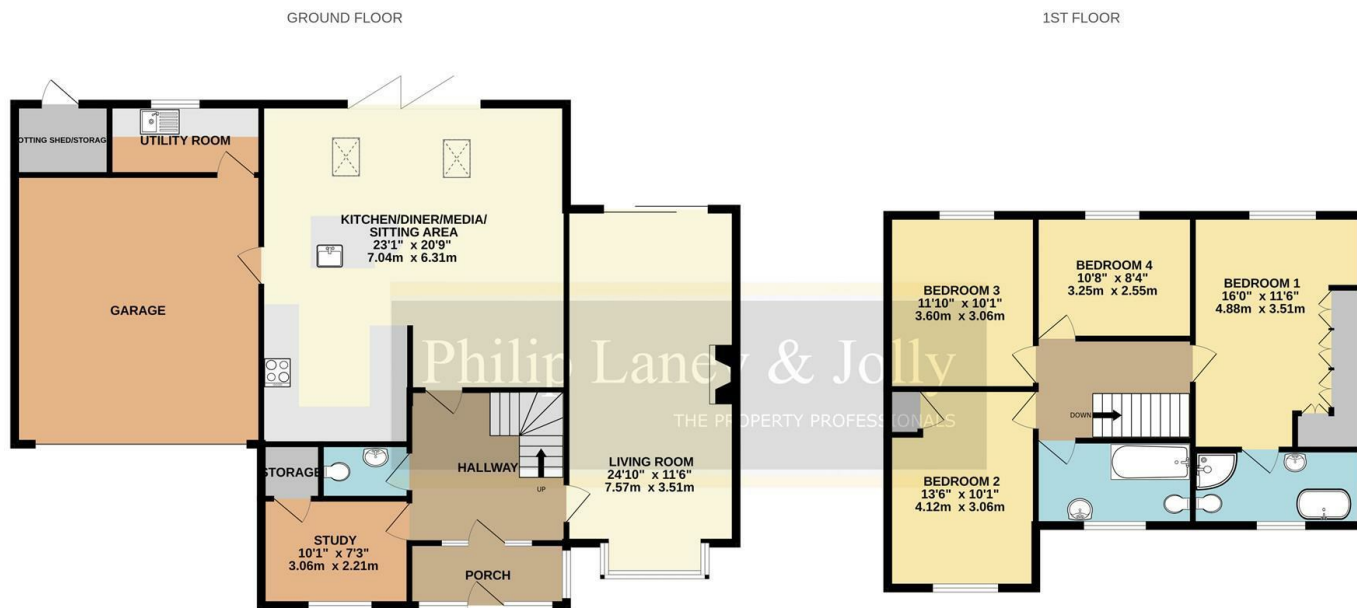 GROUND FLOOR
1ST FLOOR
OTTING SHED/STORAG
UTILITY ROOM
KITCHEN/DINER/MEDIA/
SITTING AREA
23'1" x 20'9"
7.04m x 6.31m
GARAGE
STORAGE
HALLWAY
UP
LIVING ROOM
24'10" x 11'6"
7.57m x 3.51m
STUDY
10'1" x 7'3"
3.06m x 2.21m
PORCH
BEDROOM 3
11'10" x 10'1"
3.60m x 3.06m
BEDROOM 4
10'8" x 8'4"
3.25m x 2.55m
BEDROOM 1
16'0" x 11'6"
4.88m x 3.51m
DOWN
BEDROOM 2
13'6" x 10'1"
4.12m x 3.06m
Philip Laney & Jolly
THE PROPERTY PROFESSIONALS